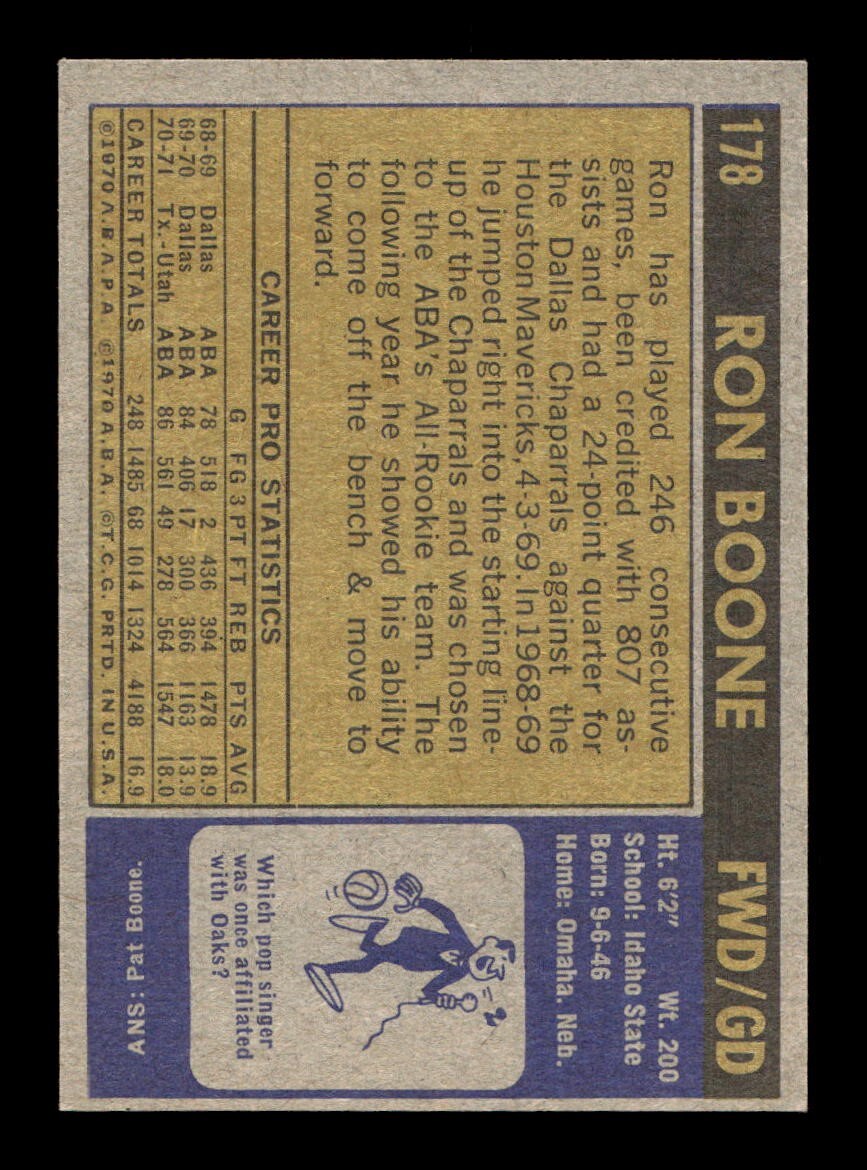 178 RON BOONE FWD/GD
Ron has played 246 consecutive
games, been credited with 807 as-
sists and had a 24-point quarter for
the Dallas Chaparrals against the
Houston Mavericks, 4-3-69. In 1968-69
he jumped right into the starting line-
up of the Chaparrals and was chosen
to the ABA's All-Rookie team. The
following year he showed his ability
to come off the bench & move to
forward.
CAREER PRO STATISTICS
G FG 3 PT FT REB PTS AVG
68-69 Dallas ABA 78 518 2 436 394 1478 18.9
69-70 Dallas ABA 84 406 17 300 366 1163 13.9
70-71 Tx.-Utah ABA 86 561 49 278 564 1547 18.0
CAREER TOTALS 248 1485 68 1014 1324 4188 16.9
©1970 A.B.A.P.A. ©1970 A.B.A. ©T.C.G. PRTD. IN U.S.A.
Ht. 6'2" Wt. 200
School: Idaho State
Born: 9-6-46
Home: Omaha. Neb.
Which pop singer
was once affiliated
with Oaks?
ANS: Pat Boone.